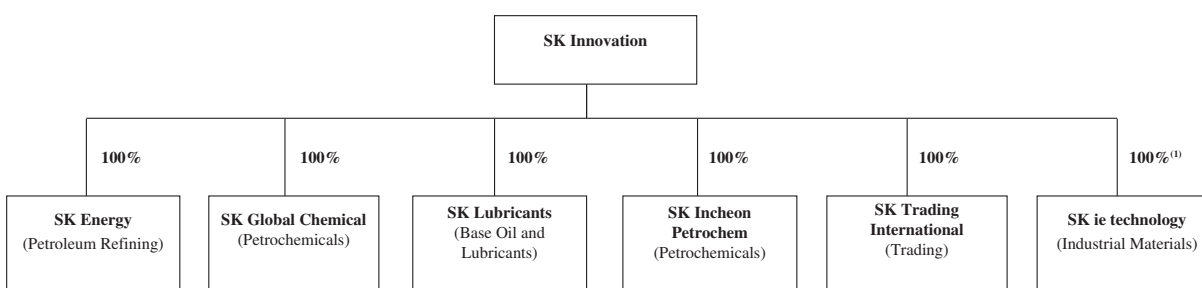 SK Innovation
100%
100%
100%
100%
100%
100%(1)
SK Energy
(Petroleum Refining)
SK Global Chemical
(Petrochemicals)
SK Lubricants
(Base Oil and
Lubricants)
SK Incheon
Petrochem
(Petrochemicals)
SK Trading
International
(Trading)
SK ie technology
(Industrial Materials)